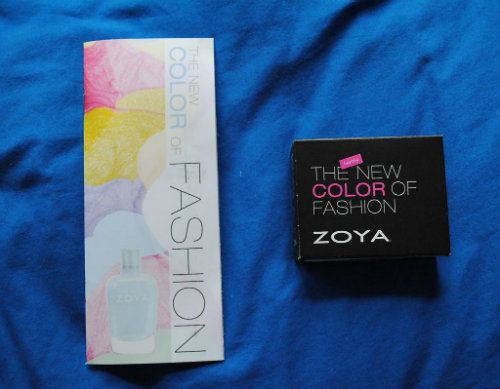 THE NEW
COLOR OF
FASHION
ZOYA
THE NEW
COLOR OF
FASHION
ZOYA